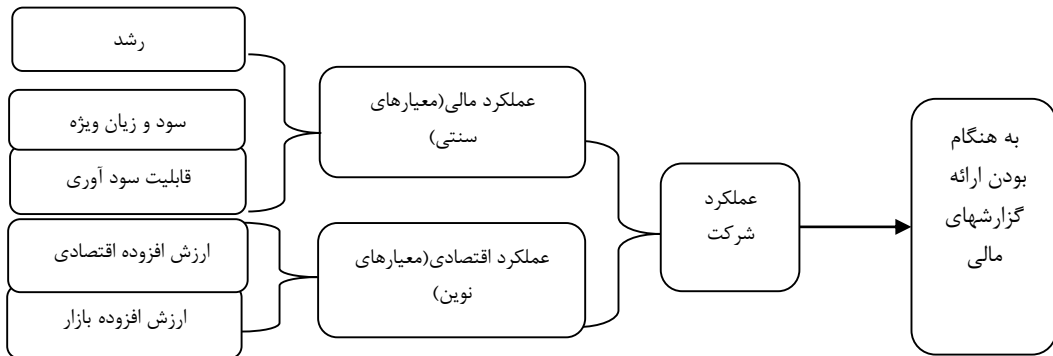 رشد
سود و زیان ویژه
قابلیت سود آوری
ارزش افزوده اقتصادی
ارزش افزوده بازار
عملکرد مالی(معیارهای
سنتی)
عملکرد اقتصادی(معیارهای
نوین)
عملکرد
شرکت
به هنگام
بودن ارائه
گزارشهای
مالی